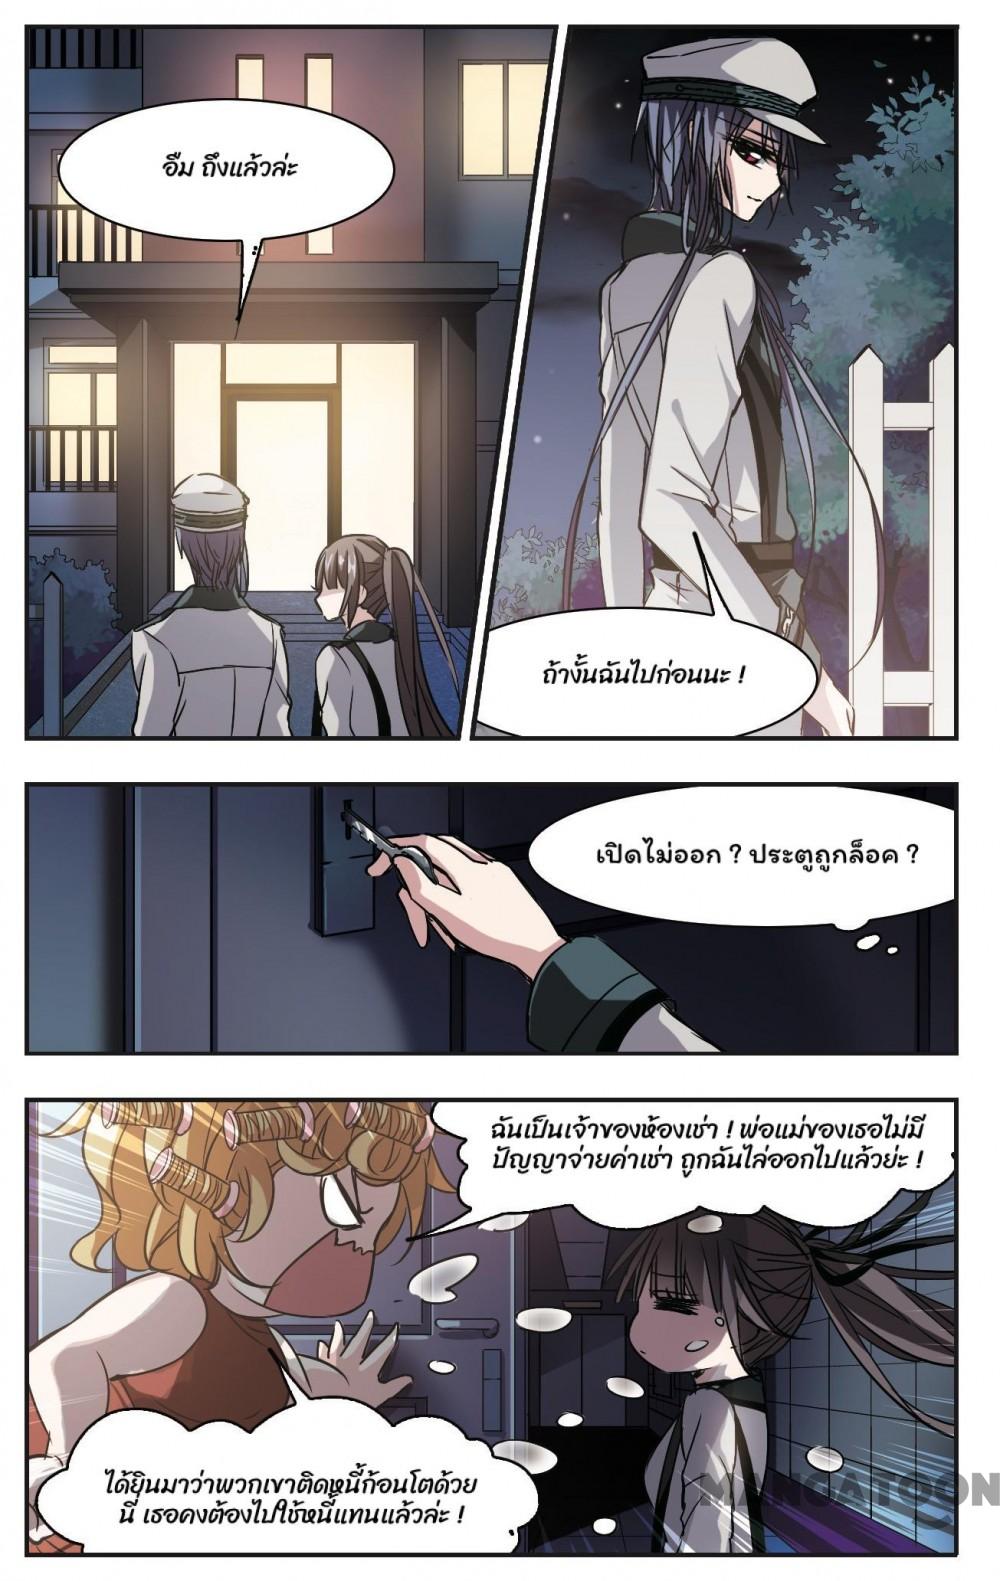 อืม ถึงแล้วล่ะ
ถ้างั้นฉันไปก่อนนะ !
เปิดไม่ออก ? ประตูถูกล็อค ?
ฉันเป็นเจ้าของห้องเช่า ! พ่อแม่ของเธอไม่มี
ปัญญาจ่ายค่าเช่า ถูกฉันไล่ออกไปแล้วย่ะ !
ได้ยินมาว่าพวกเขาติดหนี้ก้อนโตด้วย
นี่ เธอคงต้องไปใช้หนี้แทนแล้วล่ะ !
MANGATOON